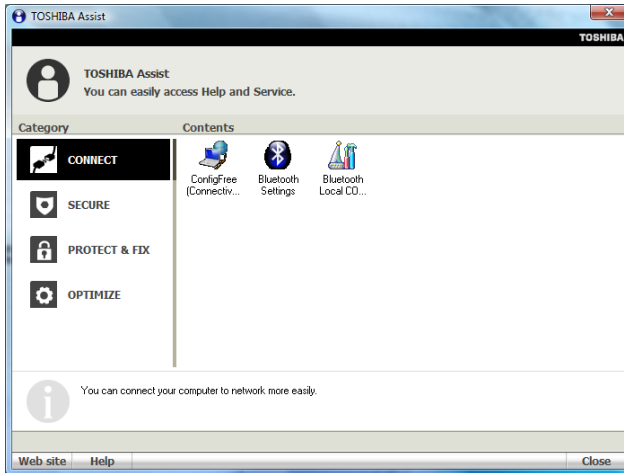 TOSHIBA Assist
TOSHIBA
TOSHIBA Assist
You can easily access Help and Service.
Category
Contents
CONNECT
SECURE
PROTECT & FIX
OPTIMIZE
ConfigFree
(Connectiv...
Bluetooth
Settings
Bluetooth
Local CO...
You can connect your computer to network more easily.
Web site
Help
Close